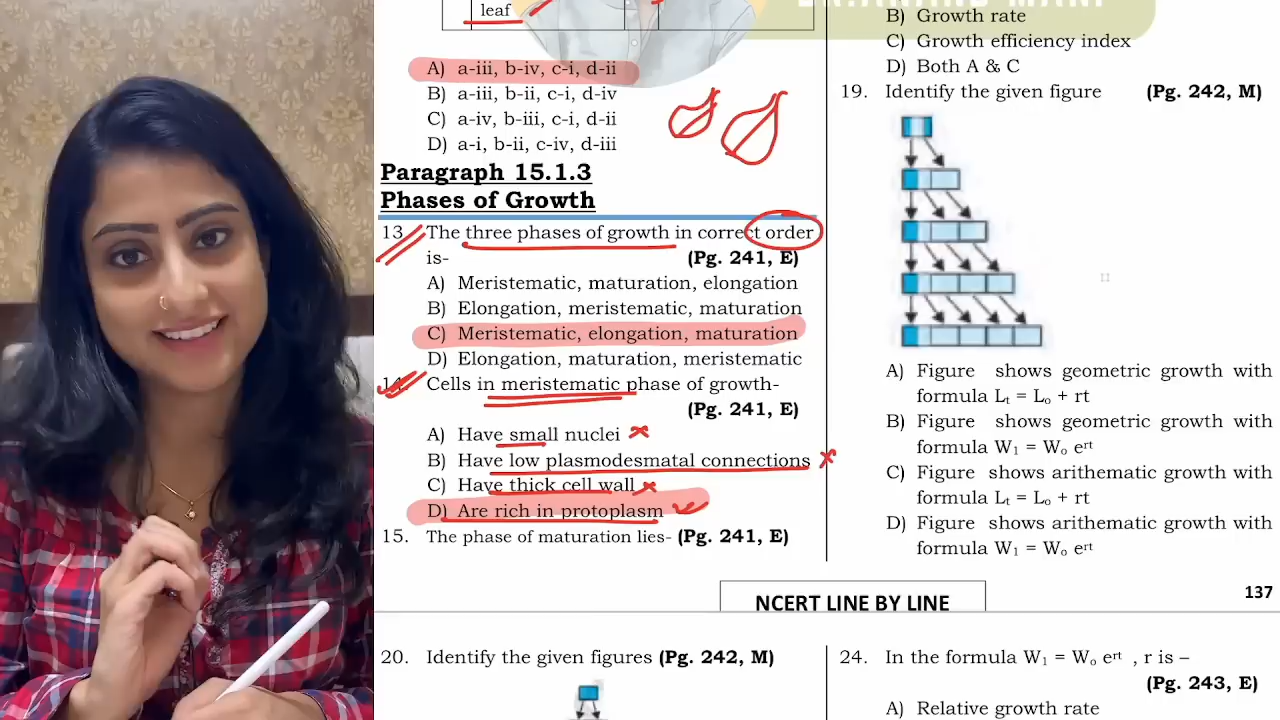 leaf
A) a-iii, b-iv, c-i, d-ii
B) a-iii, b-ii, c-i, d-iv
C) a-iv, b-iii, c-i, d-ii
D) a-i, b-ii, c-iv, d-iii
Paragraph 15.1.3
Phases of Growth
13. The three phases of growth in correct order
is- (Pg. 241, E)
A) Meristematic, maturation, elongation
B) Elongation, meristematic, maturation
C) Meristematic, elongation, maturation
D) Elongation, maturation, meristematic
14. Cells in meristematic phase of growth-
(Pg. 241, E)
A) Have small nuclei
B) Have low plasmodesmatal connections
C) Have thick cell wall
D) Are rich in protoplasm
15. The phase of maturation lies- (Pg. 241, E)
B) Growth rate
C) Growth efficiency index
D) Both A & C
19. Identify the given figure (Pg. 242, M)
A) Figure shows geometric growth with
formula Lₜ = Lₒ + rt
B) Figure shows geometric growth with
formula W₁ = Wₒ eʳᵗ
C) Figure shows arithmatic growth with
formula Lₜ = Lₒ + rt
D) Figure shows arithmatic growth with
formula W₁ = Wₒ eʳᵗ
137
NCERT LINE BY LINE
20. Identify the given figures (Pg. 242, M)
24. In the formula W₁ = Wₒ eʳᵗ , r is –
(Pg. 243, E)
A) Relative growth rate